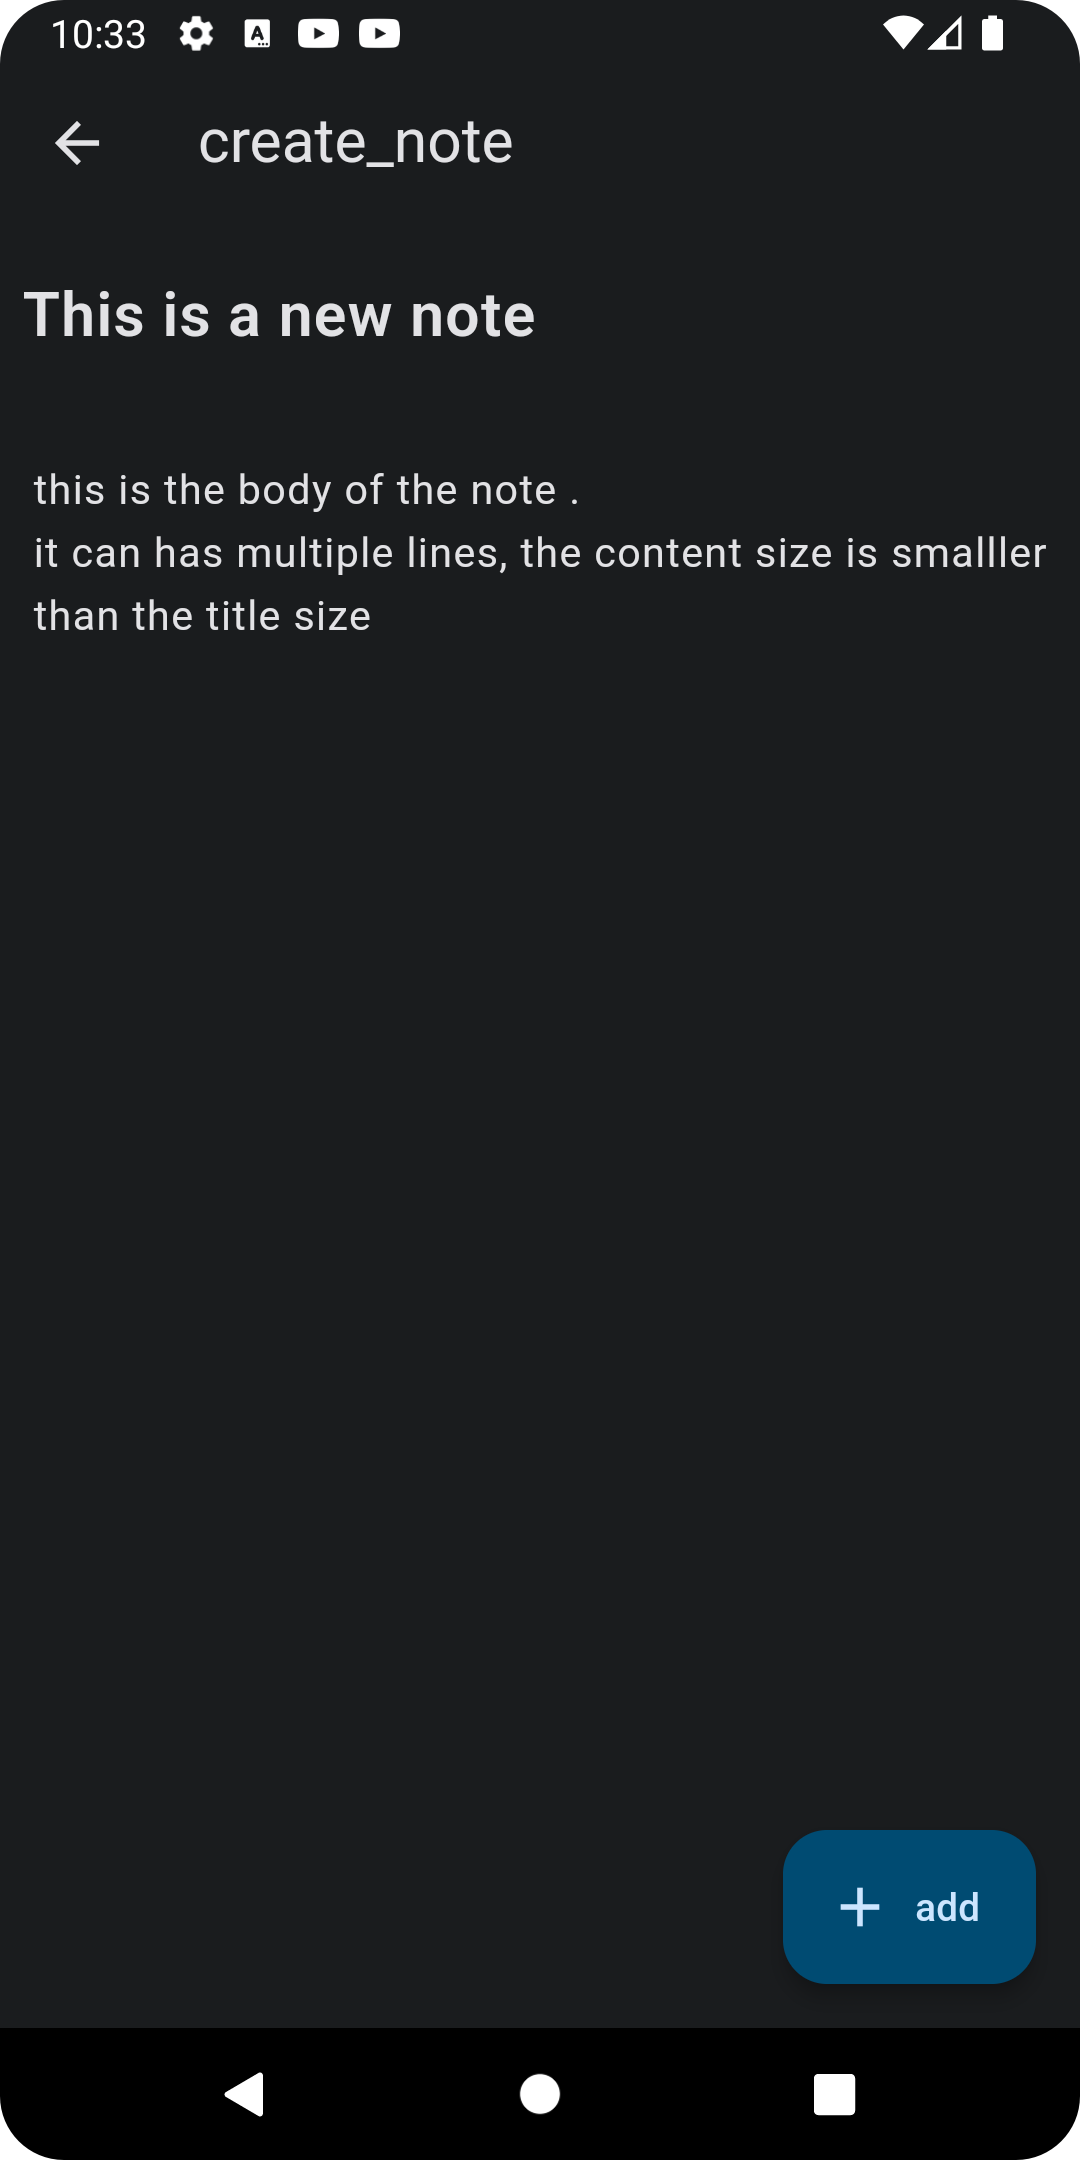 10:33
create_note
This is a new note
this is the body of the note .
it can has multiple lines, the content size is smalller
than the title size
add